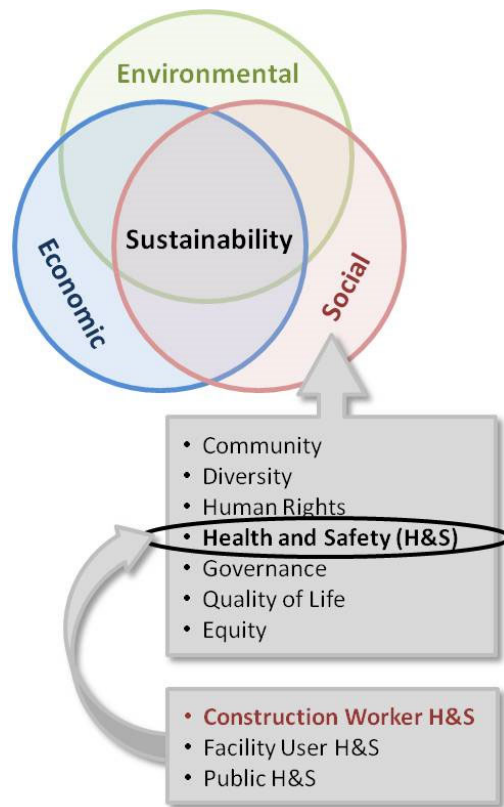 Environmental
Sustainability
Economic
Social
• Community
• Diversity
• Human Rights
• Health and Safety (H&S)
• Governance
• Quality of Life
• Equity
• Construction Worker H&S
• Facility User H&S
• Public H&S